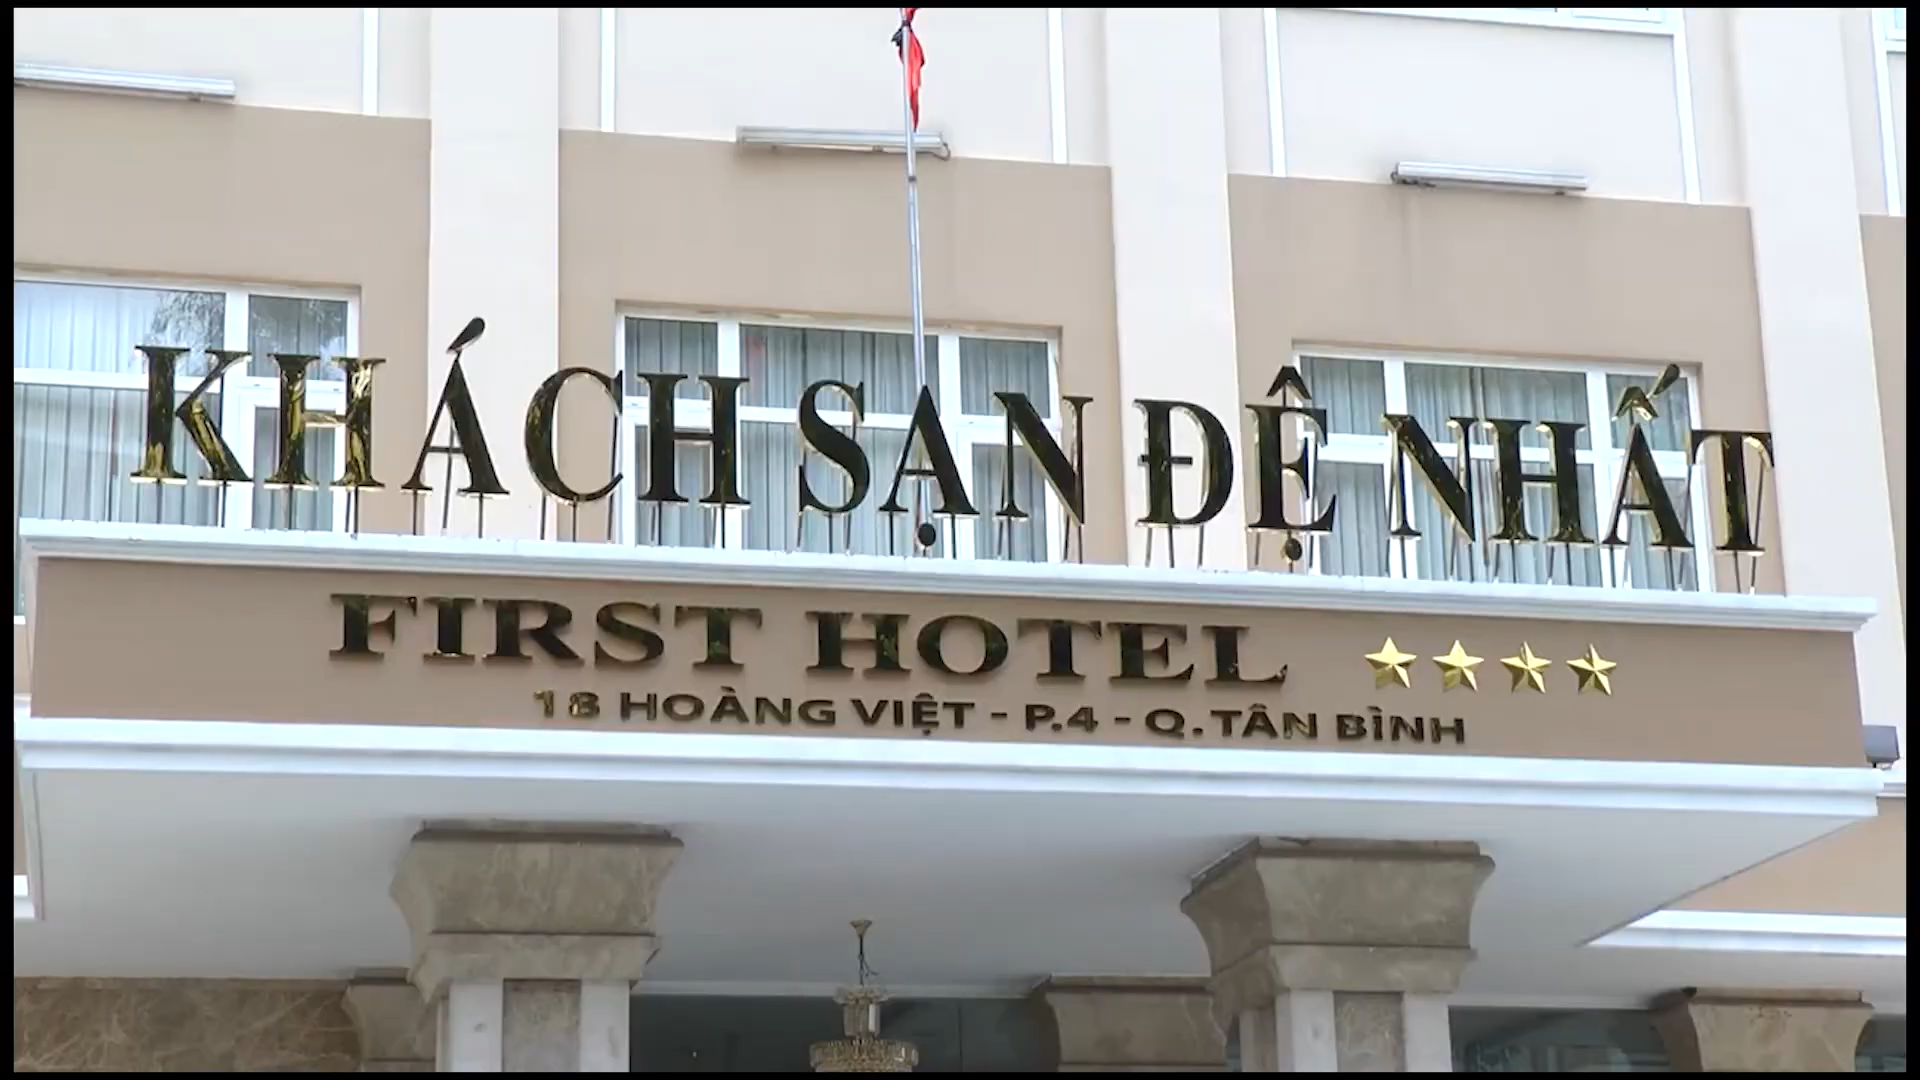 KHÁCH SẠN ĐỆ NHẤT
FIRST HOTEL
18 HOÀNG VIỆT - P.4 - Q. TÂN BÌNH